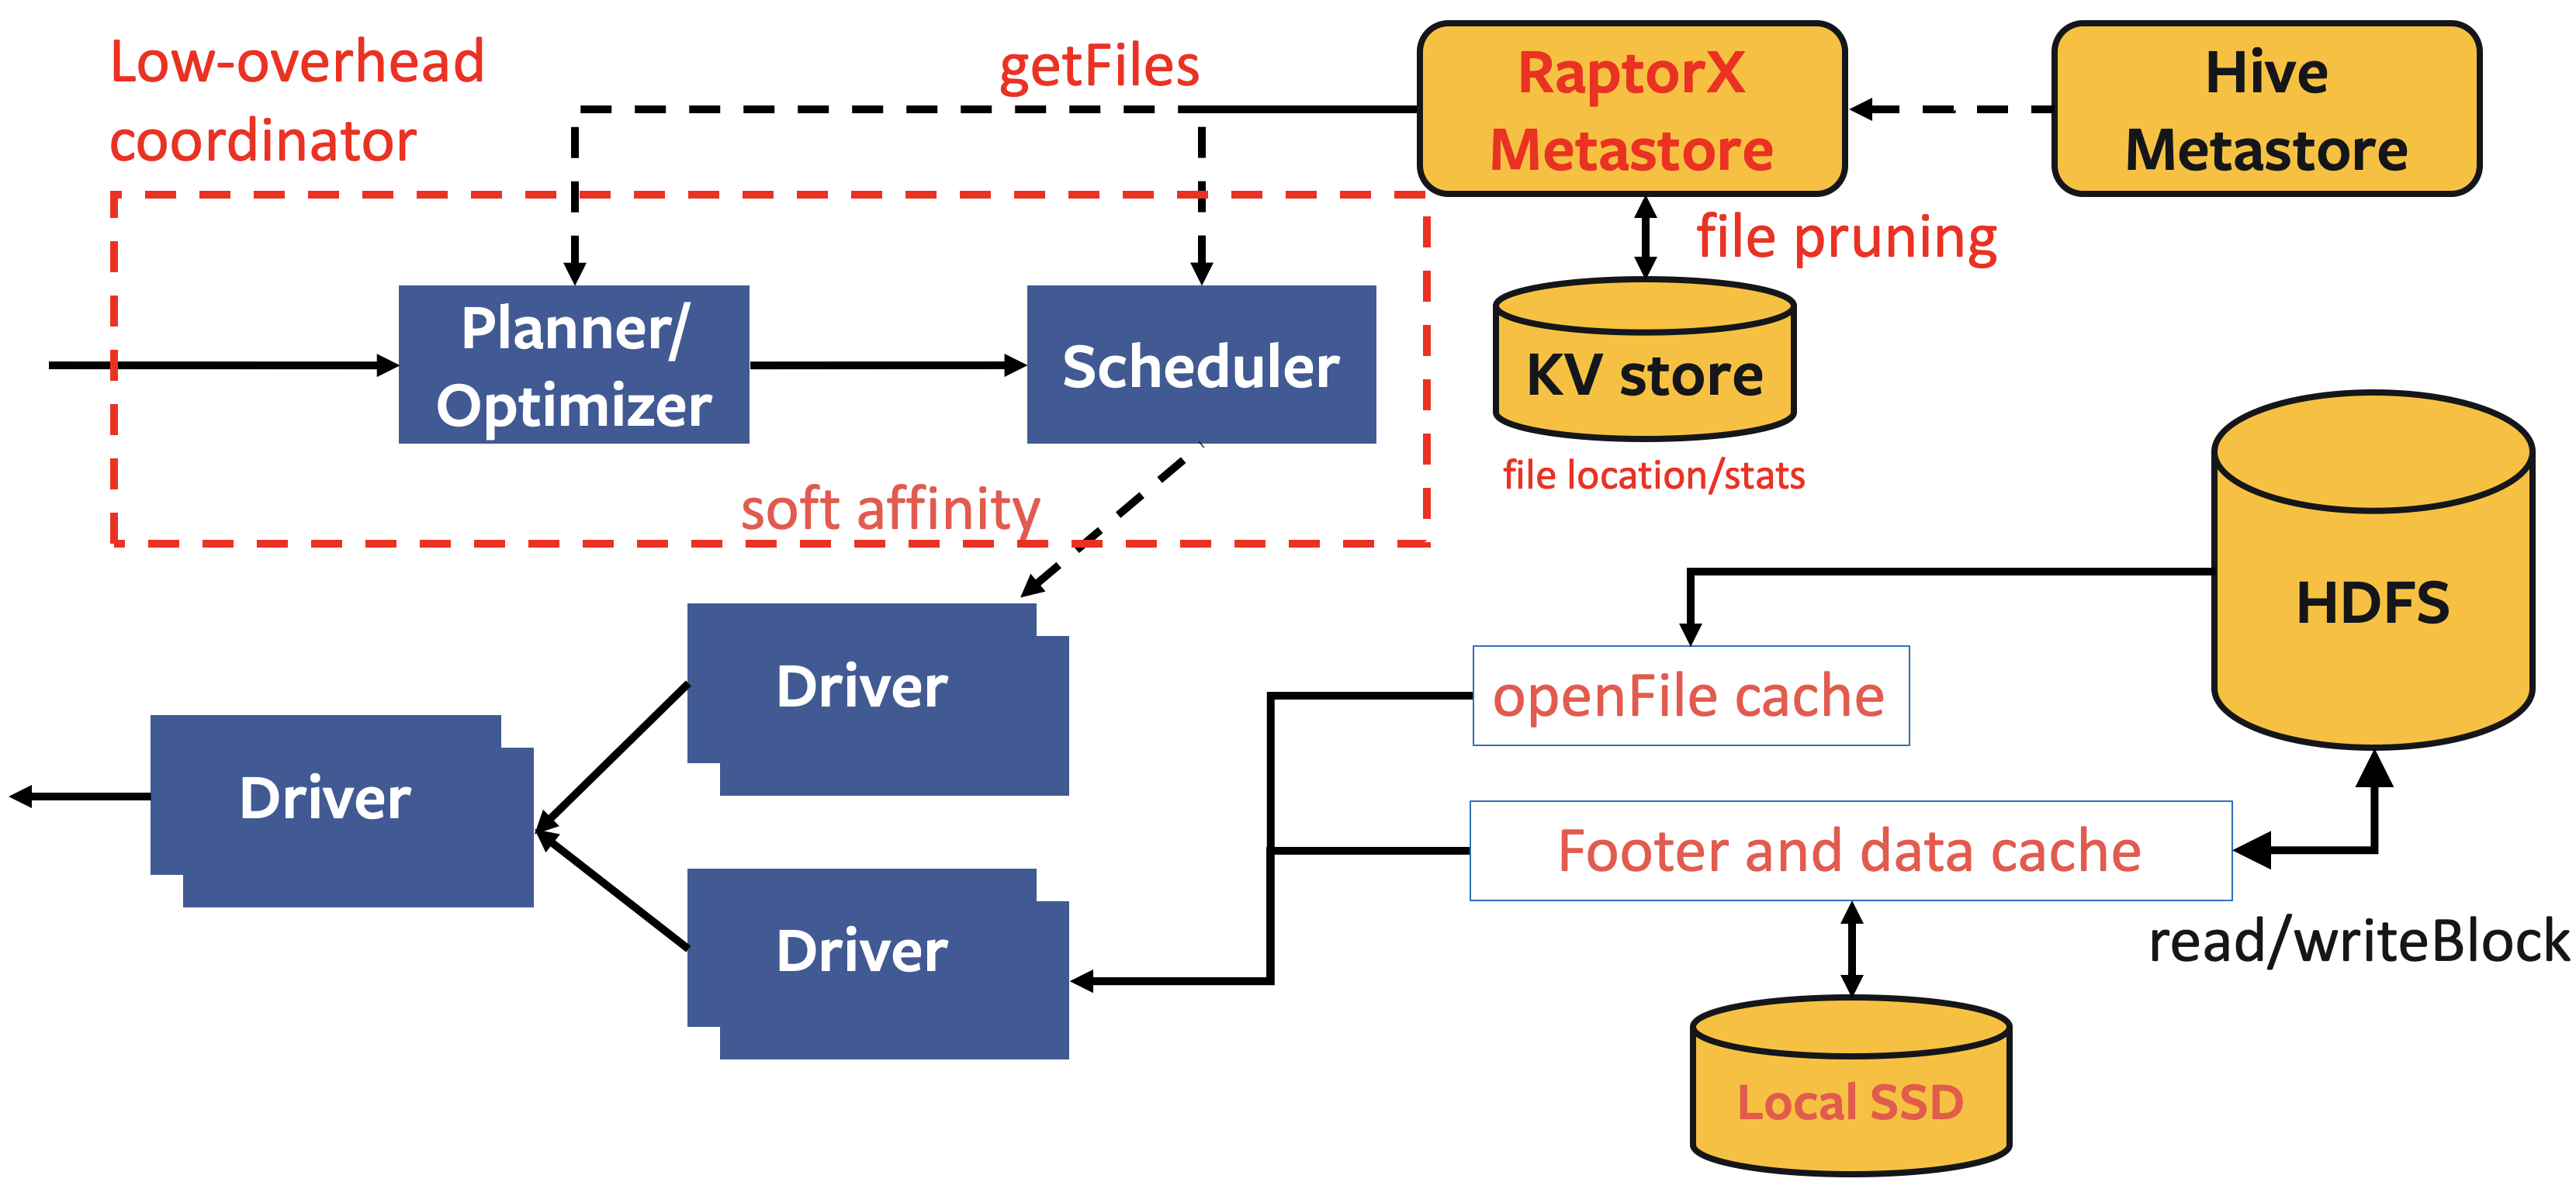 Low-overhead
coordinator
getFiles
RaptorX
Metastore
Hive
Metastore
file pruning
Planner/
Optimizer
Scheduler
KV store
file location/stats
soft affinity
HDFS
Driver
openFile cache
Driver
Footer and data cache
Driver
read/writeBlock
Local SSD